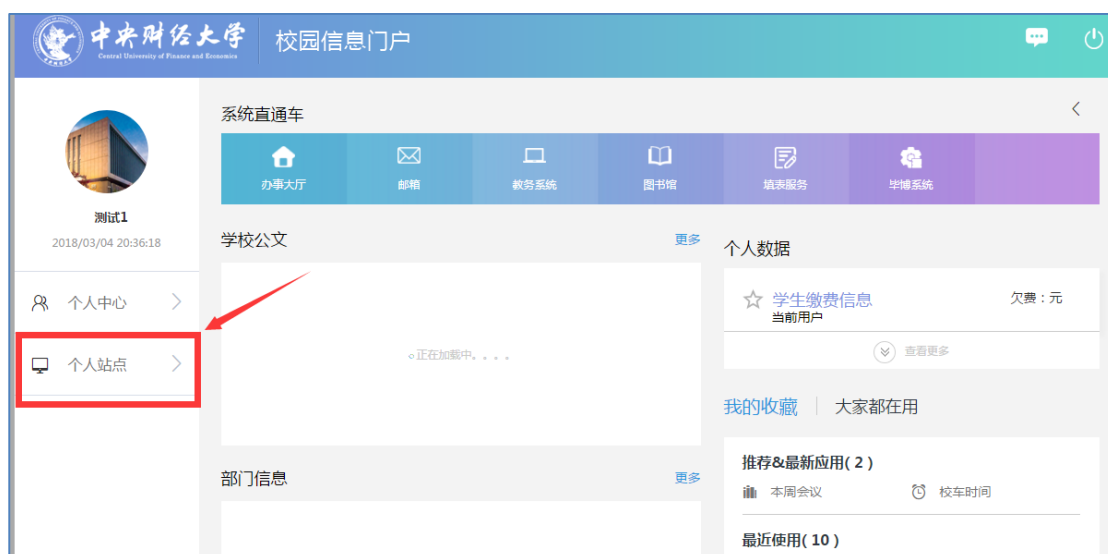 中央财经大学
Central University of Finance and Economics
校园信息门户
测试1
2018/03/04 20:36:18
个人中心
个人站点
系统直通车
办事大厅
邮箱
教务系统
图书馆
填表服务
毕博系统
学校公文
更多
正在加载中。。。。
部门信息
更多
个人数据
学生缴费信息
欠费：元
当前用户
查看更多
我的收藏
大家都在用
推荐&最新应用( 2 )
本周会议
校车时间
最近使用( 10 )